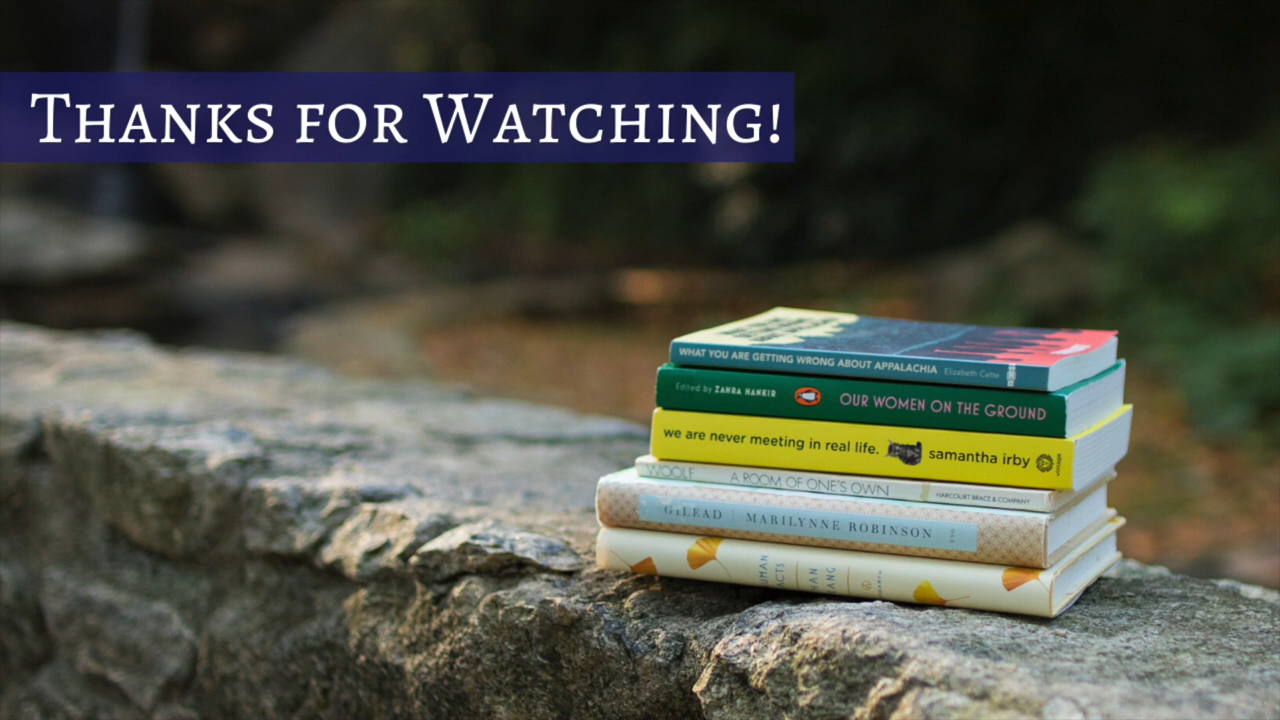 Thanks for Watching!
WHAT YOU ARE GETTING WRONG ABOUT APPALACHIA Elizabeth Catte
Edited by ZAHRA HANKIR OUR WOMEN ON THE GROUND
we are never meeting in real life. samantha irby vintage
WOOLF A ROOM OF ONE'S OWN HARCOURT BRACE & COMPANY
GILEAD MARILYNNE ROBINSON